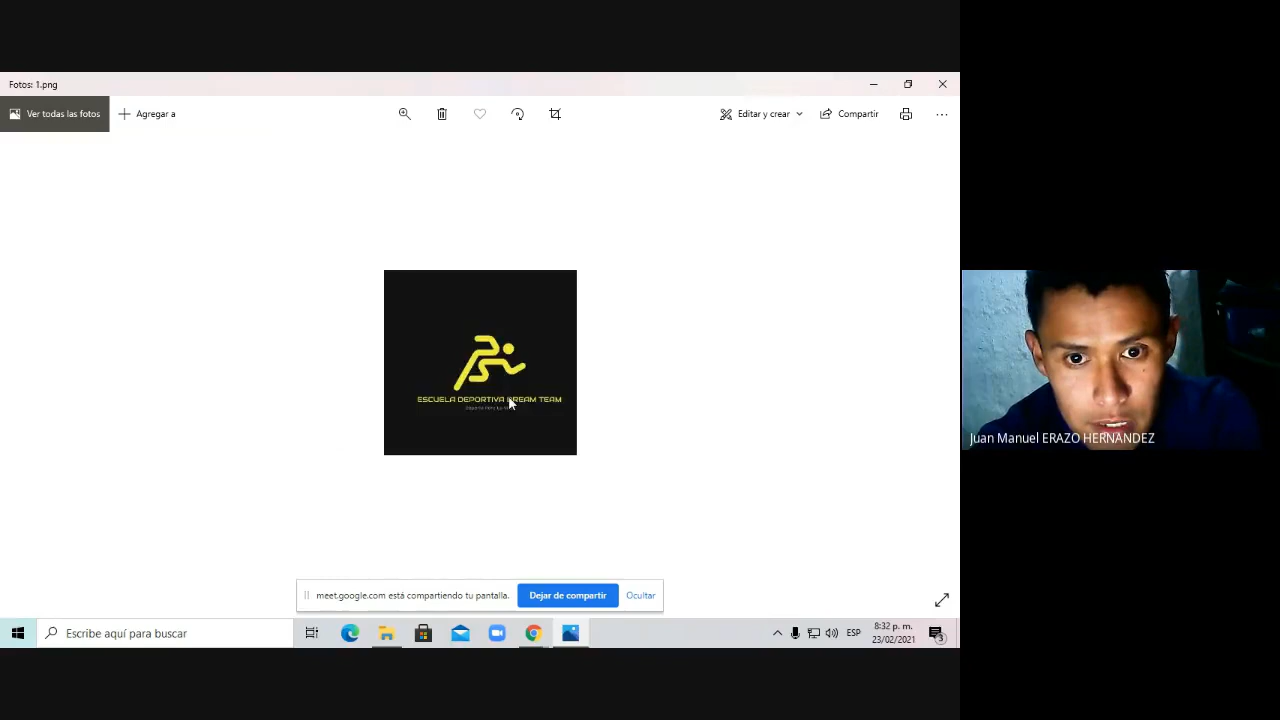 Fotos: 1.png
Ver todas las fotos
Agregar a
Editar y crear
Compartir
ESCUELA DEPORTIVA DREAM TEAM
Juan Manuel ERAZO HERNANDEZ
meet.google.com está compartiendo tu pantalla.
Dejar de compartir
Ocultar
Escribe aquí para buscar
ESP
8:32 p. m.
23/02/2021
3